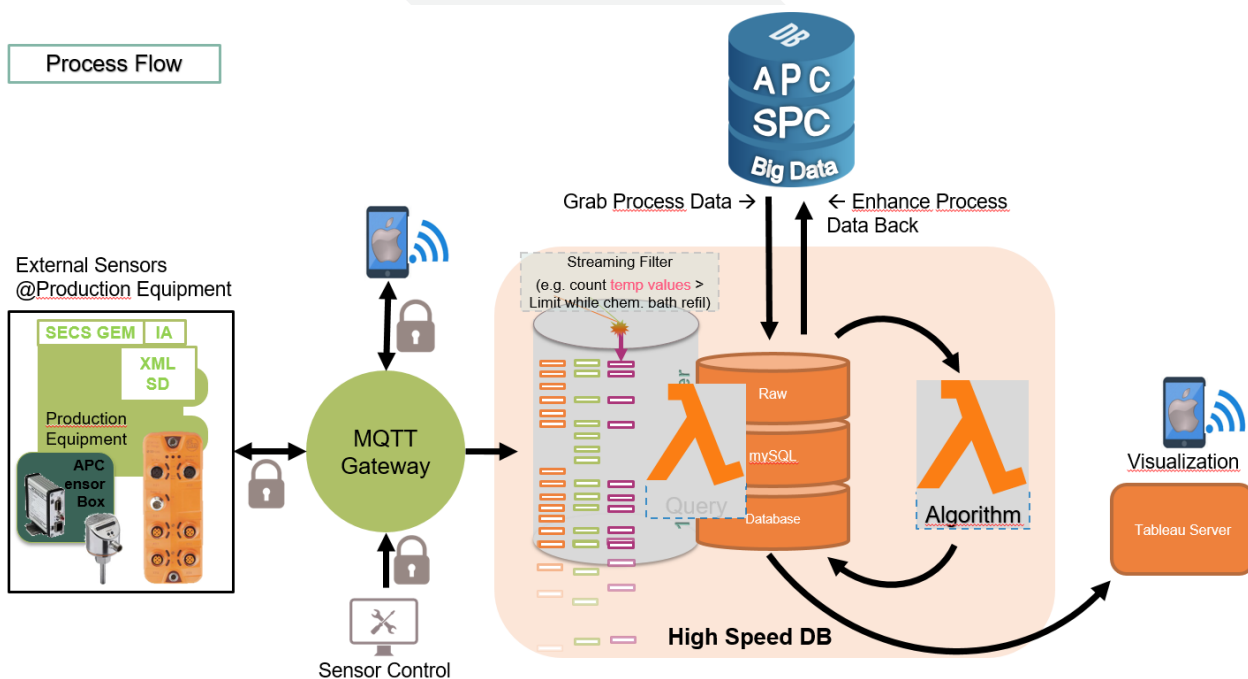 Process Flow
DB
APC
SPC
Big Data
Grab Process Data →
← Enhance Process
Data Back
Streaming Filter
(e.g. count temp values >
Limit while chem. bath refil)
External Sensors
@Production Equipment
SECS GEM
IA
XML
SD
Production
Equipment
APC
ensor
Box
MQTT
Gateway
Sensor Control
Raw
mySQL
Database
Query
Algorithm
High Speed DB
Visualization
Tableau Server